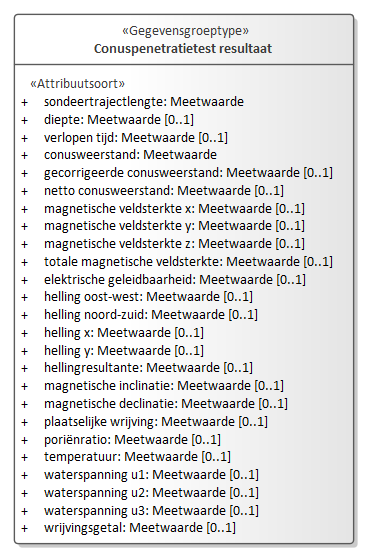 «Gegevensgroeptype»
Conuspenetratietest resultaat
«Attribuutsoort»
+ sondeertrajectlengte: Meetwaarde
+ diepte: Meetwaarde [0..1]
+ verlopen tijd: Meetwaarde [0..1]
+ conusweerstand: Meetwaarde
+ gecorrigeerde conusweerstand: Meetwaarde [0..1]
+ netto conusweerstand: Meetwaarde [0..1]
+ magnetische veldsterkte x: Meetwaarde [0..1]
+ magnetische veldsterkte y: Meetwaarde [0..1]
+ magnetische veldsterkte z: Meetwaarde [0..1]
+ totale magnetische veldsterkte: Meetwaarde [0..1]
+ elektrische geleidbaarheid: Meetwaarde [0..1]
+ helling oost-west: Meetwaarde [0..1]
+ helling noord-zuid: Meetwaarde [0..1]
+ helling x: Meetwaarde [0..1]
+ helling y: Meetwaarde [0..1]
+ hellingresultante: Meetwaarde [0..1]
+ magnetische inclinatie: Meetwaarde [0..1]
+ magnetische declinatie: Meetwaarde [0..1]
+ plaatselijke wrijving: Meetwaarde [0..1]
+ poriënratio: Meetwaarde [0..1]
+ temperatuur: Meetwaarde [0..1]
+ waterspanning u1: Meetwaarde [0..1]
+ waterspanning u2: Meetwaarde [0..1]
+ waterspanning u3: Meetwaarde [0..1]
+ wrijvingsgetal: Meetwaarde [0..1]